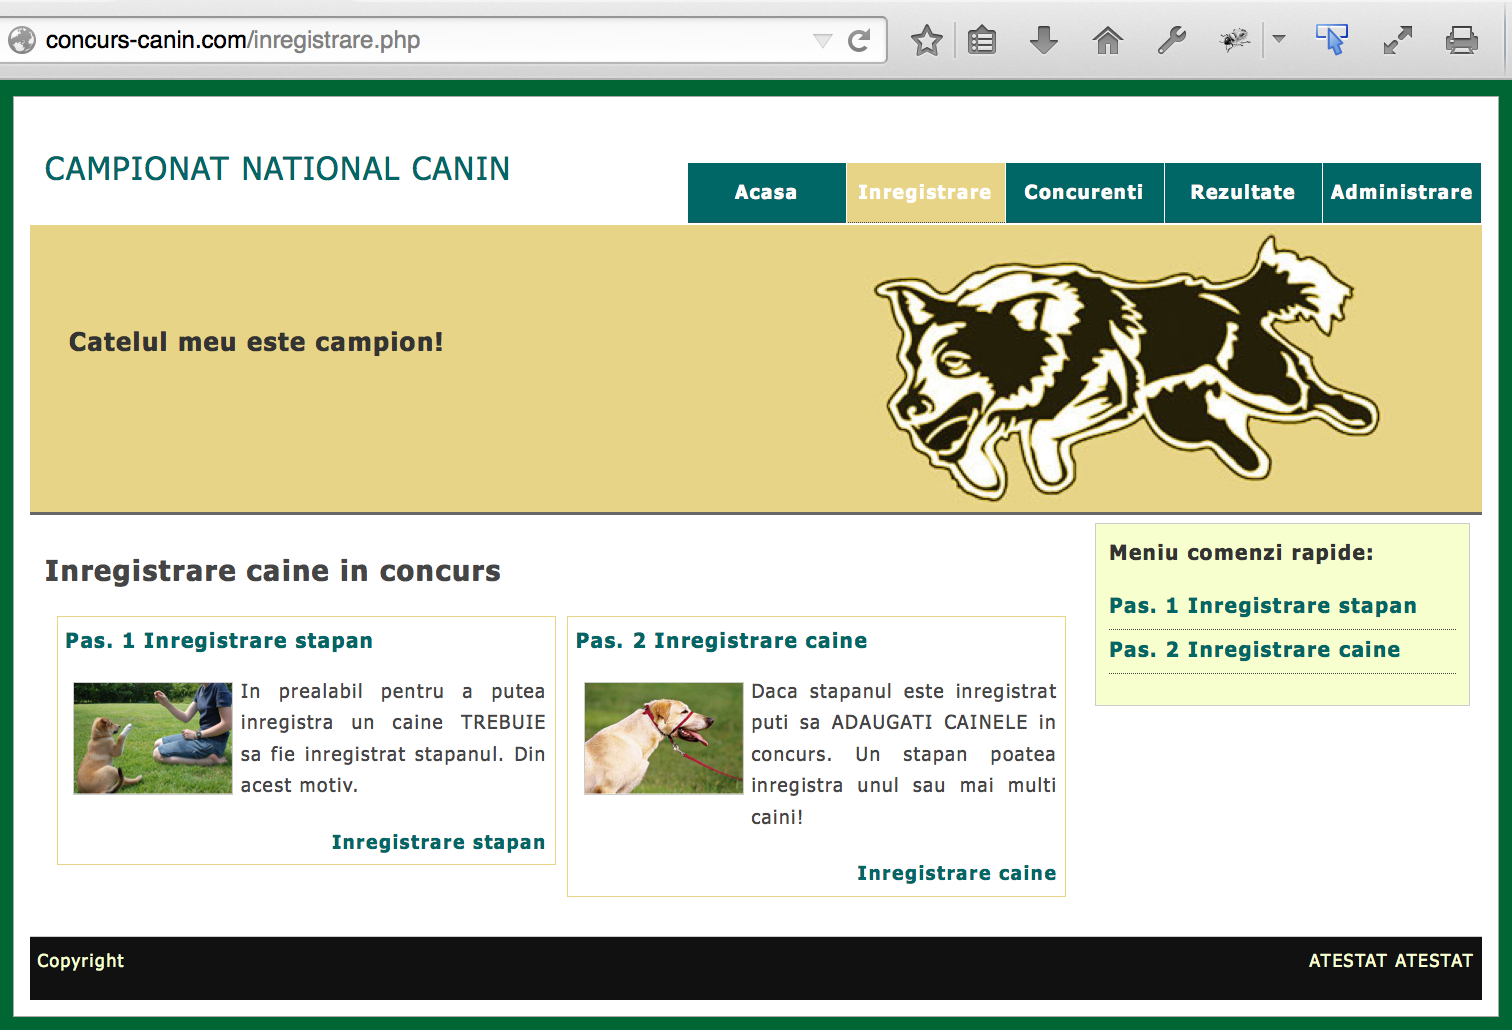 concurs-canin.com/inregistrare.php
CAMPIONAT NATIONAL CANIN
Acasa
Inregistrare
Concurenti
Rezultate
Administrare
Catelul meu este campion!
Inregistrare caine in concurs
Pas. 1 Inregistrare stapan
In prealabil pentru a putea
inregistra un caine TREBUIE
sa fie inregistrat stapanul. Din
acest motiv.
Inregistrare stapan
Pas. 2 Inregistrare caine
Daca stapanul este inregistrat
puti sa ADAUGATI CAINELE in
concurs. Un stapan poatea
inregistra unul sau mai multi
caini!
Inregistrare caine
Meniu comenzi rapide:
Pas. 1 Inregistrare stapan
Pas. 2 Inregistrare caine
Copyright
ATESTAT ATESTAT